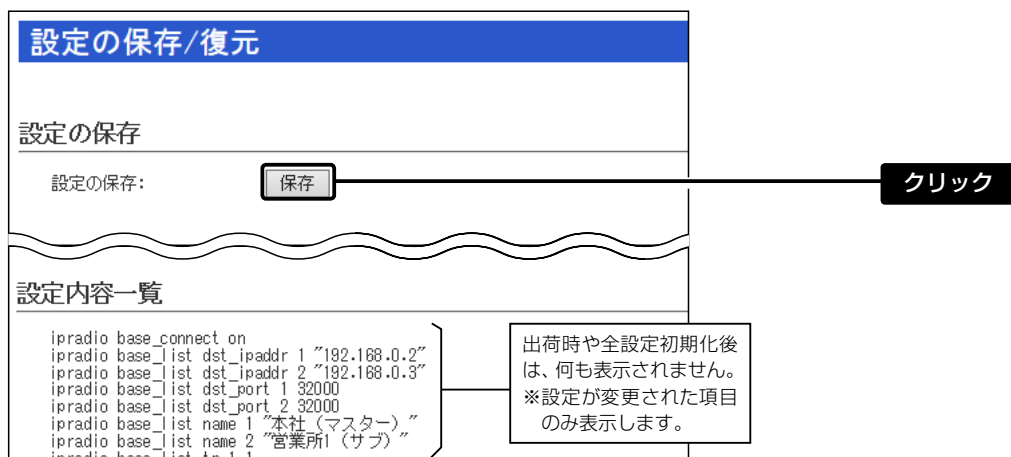 設定の保存/復元
設定の保存
設定の保存:
保存
クリック
設定内容一覧
ipradio base_connect on
ipradio base_list dst_ipaddr 1 "192.168.0.2"
ipradio base_list dst_ipaddr 2 "192.168.0.3"
ipradio base_list dst_port 1 32000
ipradio base_list dst_port 2 32000
ipradio base_list name 1 "本社（マスター）"
ipradio base_list name 2 "営業所1（サブ）"
出荷時や全設定初期化後
は、何も表示されません。
※設定が変更された項目
のみ表示します。